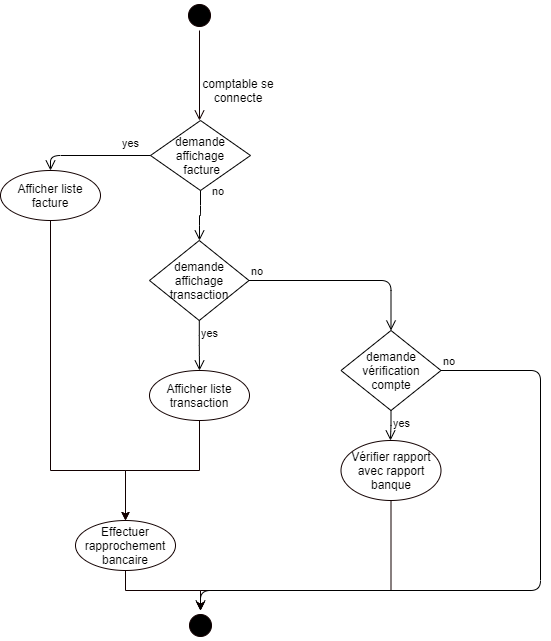 comptable se
connecte
demande
affichage
facture
yes
no
Afficher liste
facture
demande
affichage
transaction
no
yes
demande
vérification
compte
no
Afficher liste
transaction
yes
Vérifier rapport
avec rapport
banque
Effectuer
rapprochement
bancaire